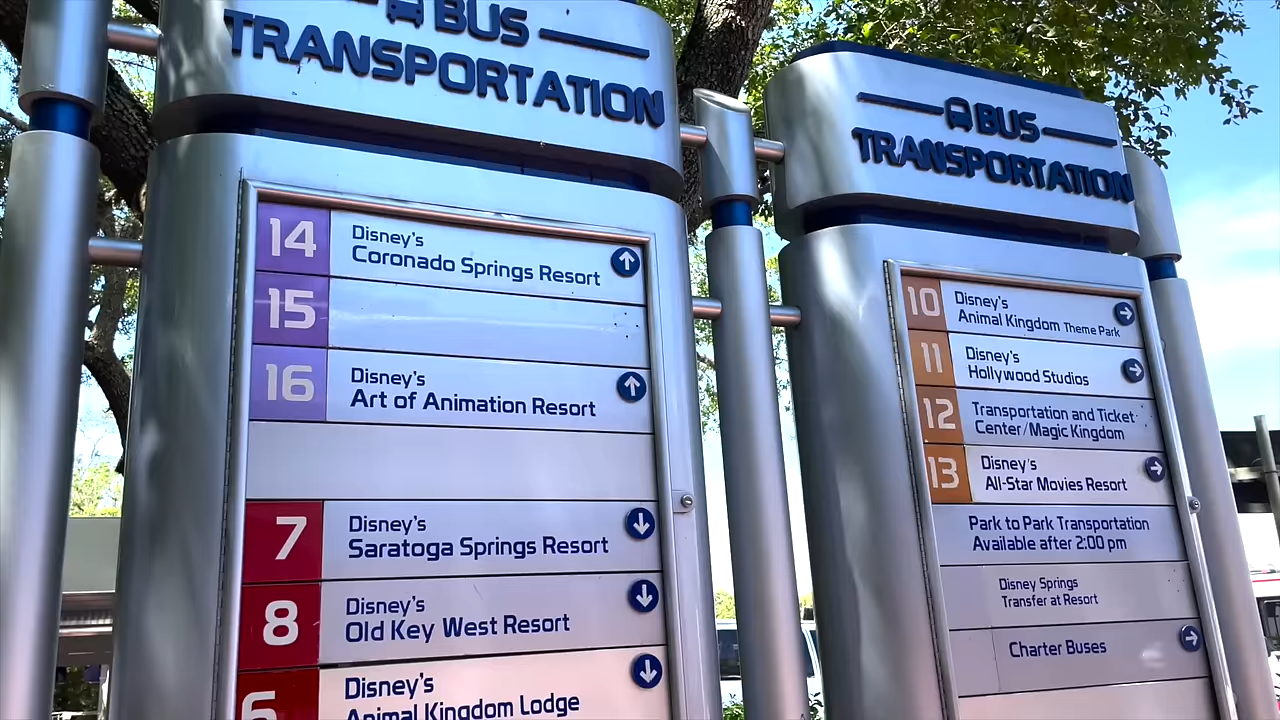 BUS
TRANSPORTATION
14 Disney's
Coronado Springs Resort
15
16 Disney's
Art of Animation Resort
7 Disney's
Saratoga Springs Resort
8 Disney's
Old Key West Resort
6 Disney's
Animal Kingdom Lodge
BUS
TRANSPORTATION
10 Disney's
Animal Kingdom Theme Park
11 Disney's
Hollywood Studios
12 Transportation and Ticket
Center/Magic Kingdom
13 Disney's
All-Star Movies Resort
Park to Park Transportation
Available after 2:00 pm
Disney Springs
Transfer at Resort
Charter Buses